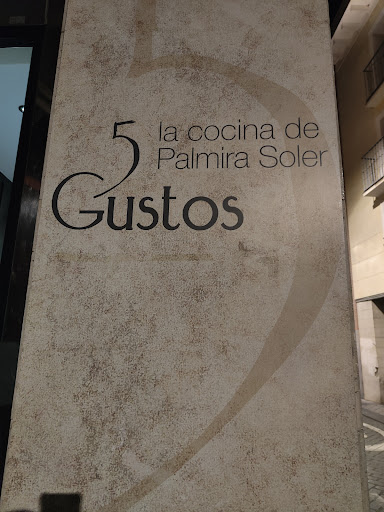 5
la cocina de
Palmira Soler
Gustos